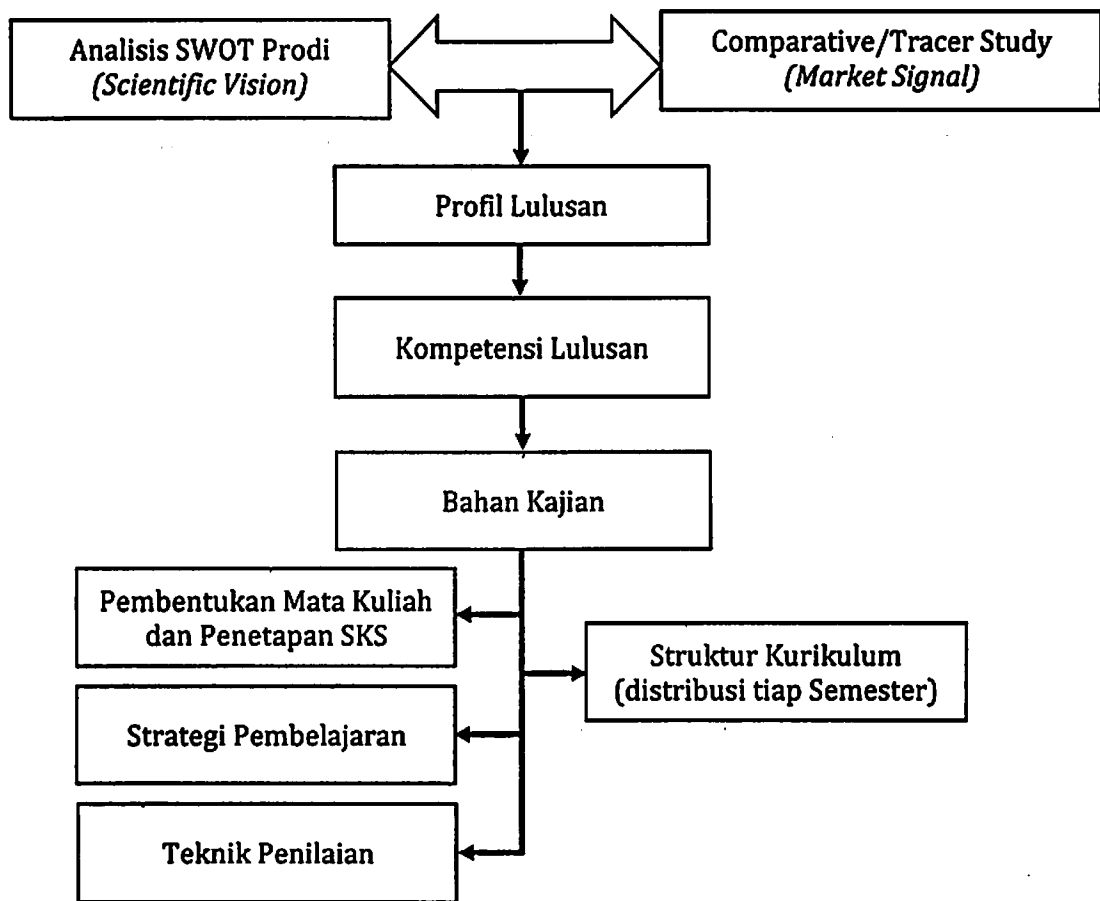 Analisis SWOT Prodi
(Scientific Vision)
Comparative/Tracer Study
(Market Signal)
Profil Lulusan
Kompetensi Lulusan
Bahan Kajian
Pembentukan Mata Kuliah
dan Penetapan SKS
Struktur Kurikulum
(distribusi tiap Semester)
Strategi Pembelajaran
Teknik Penilaian